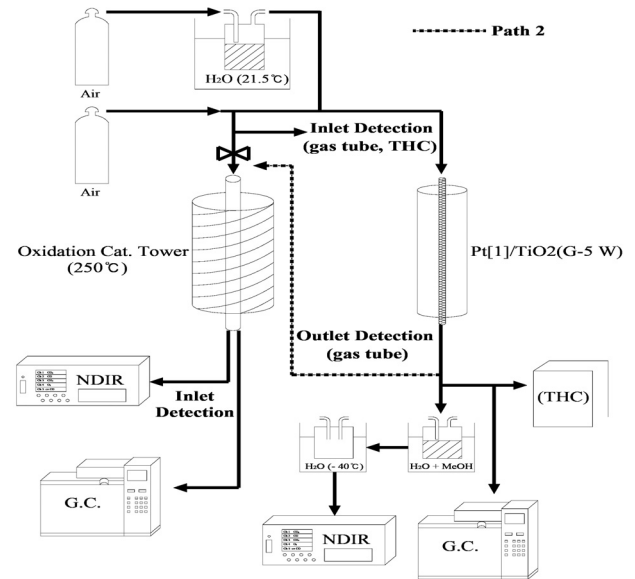 Path 2
H2O (21.5℃)
Air
Inlet Detection
(gas tube, THC)
Air
Oxidation Cat. Tower
(250℃)
Pt[1]/TiO2(G-5 W)
Outlet Detection
(gas tube)
NDIR
Inlet
Detection
(THC)
H2O (- 40℃)
H2O + MeOH
G.C.
NDIR
G.C.